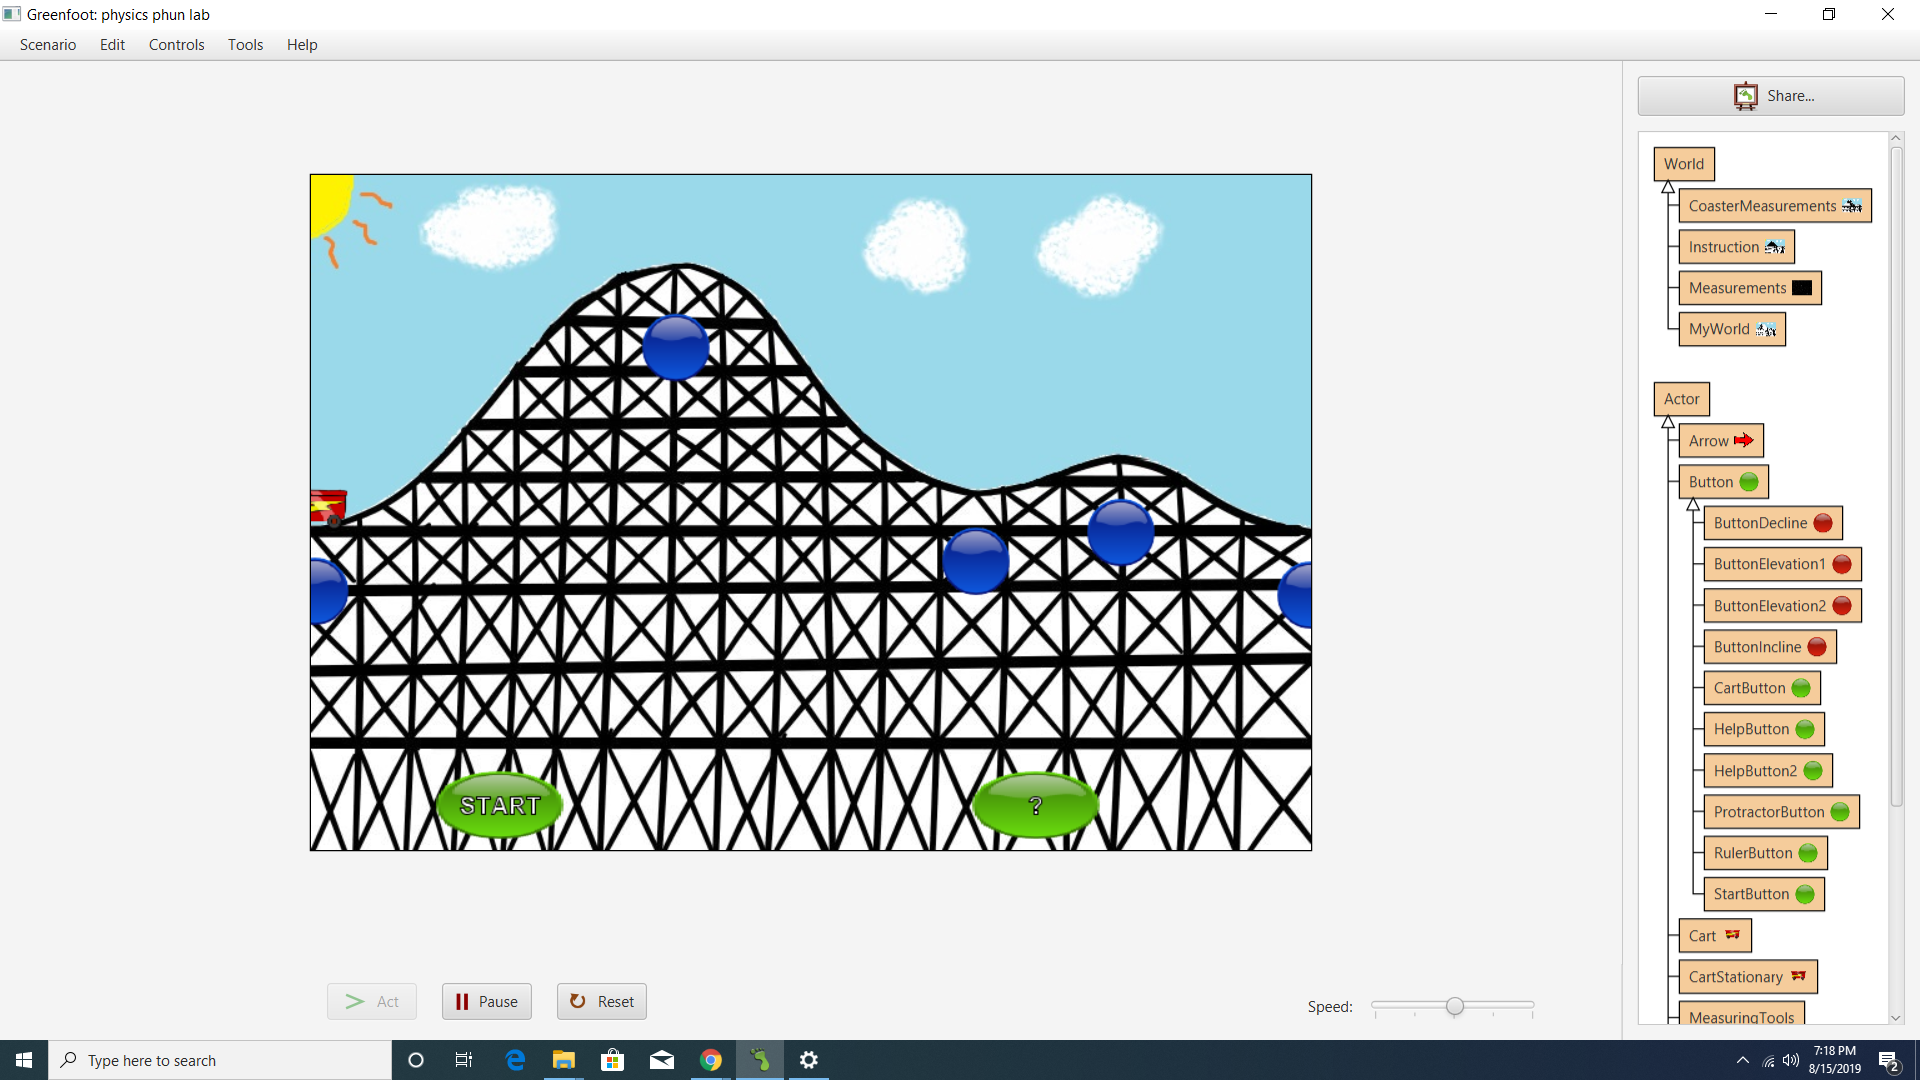 Greenfoot: physics phun lab
Scenario Edit Controls Tools Help
Share...
World
CoasterMeasurements
Instruction
Measurements
MyWorld
Actor
Arrow
Button
ButtonDecline
ButtonElevation1
ButtonElevation2
ButtonIncline
CartButton
HelpButton
HelpButton2
ProtractorButton
RulerButton
StartButton
Cart
CartStationary
MeasuringTools
START
?
Act Pause Reset
Speed:
Type here to search
7:18 PM
8/15/2019
2